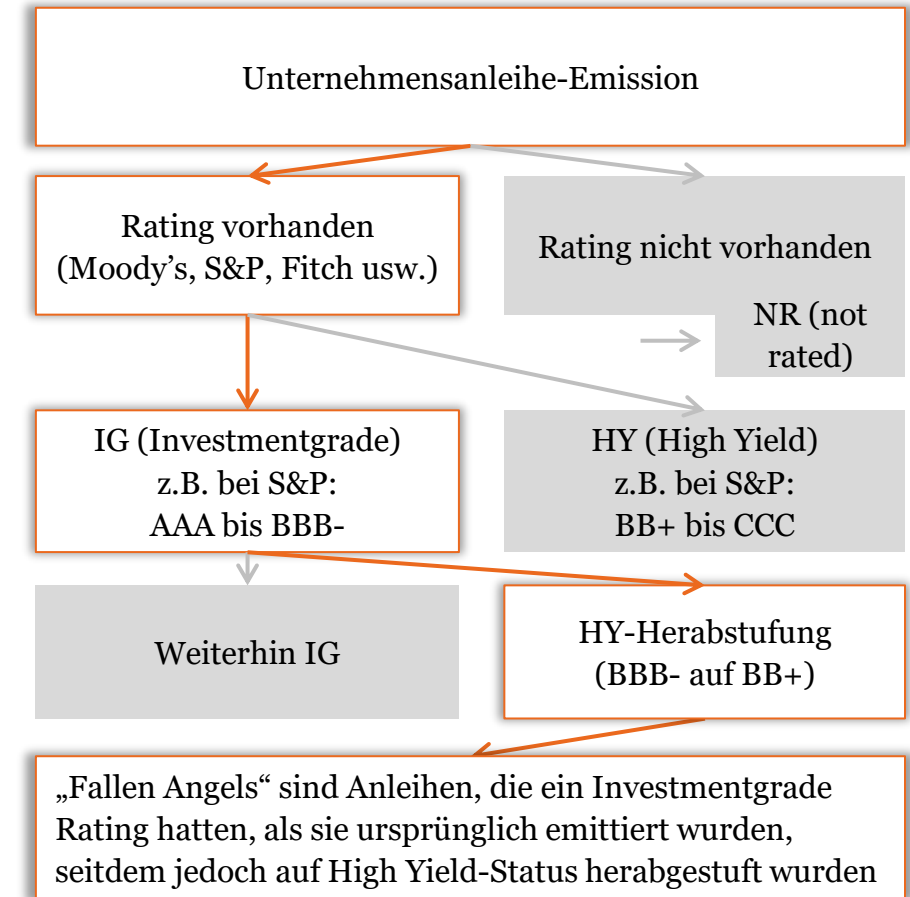 Unternehmensanleihe-Emission
Rating vorhanden
(Moody’s, S&P, Fitch usw.)
Rating nicht vorhanden
NR (not
rated)
IG (Investmentgrade)
z.B. bei S&P:
AAA bis BBB-
HY (High Yield)
z.B. bei S&P:
BB+ bis CCC
Weiterhin IG
HY-Herabstufung
(BBB- auf BB+)
„Fallen Angels“ sind Anleihen, die ein Investmentgrade
Rating hatten, als sie ursprünglich emittiert wurden,
seitdem jedoch auf High Yield-Status herabgestuft wurden